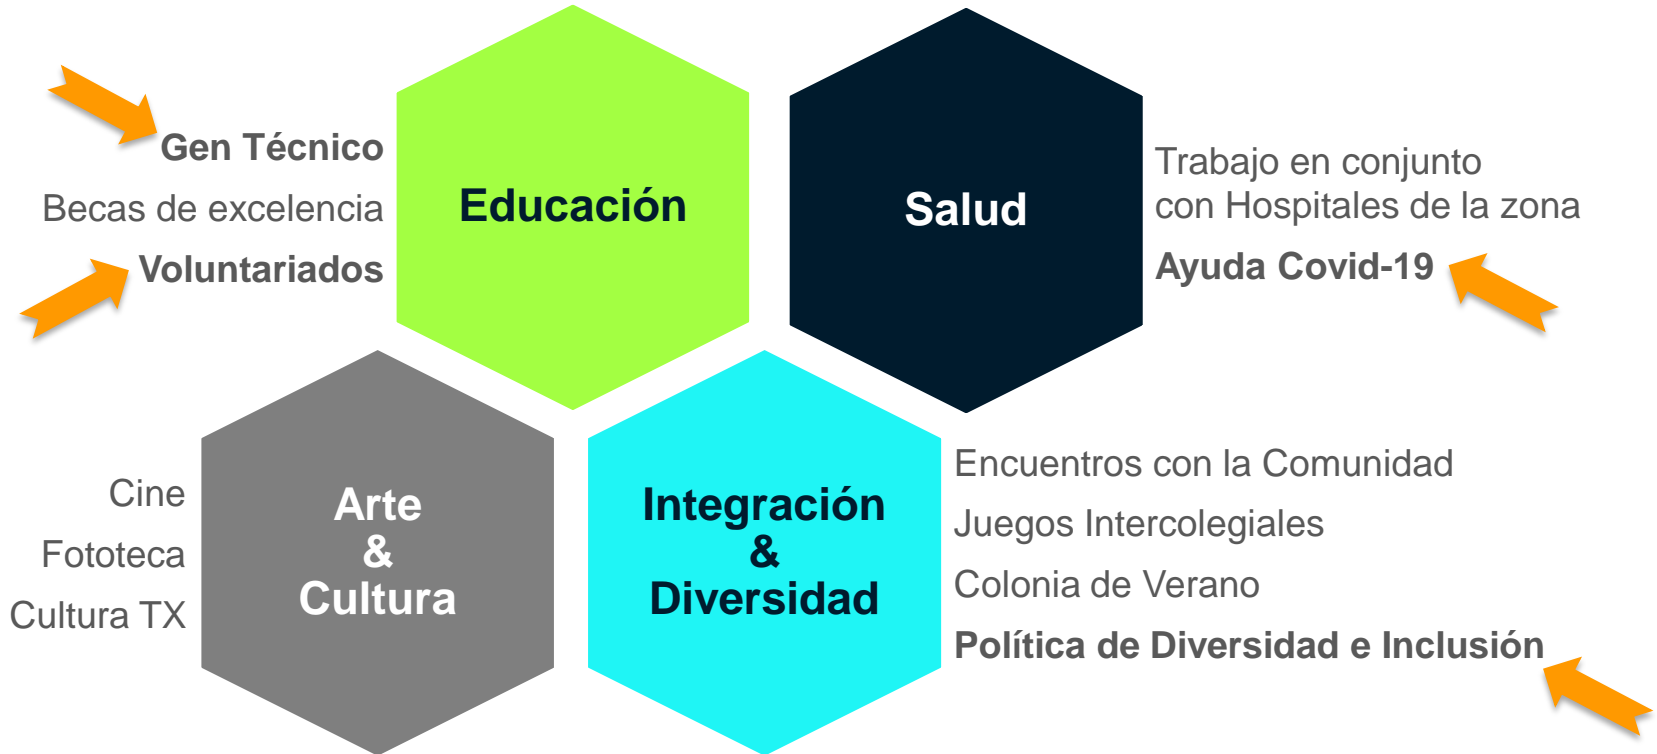 Gen Técnico
Becas de excelencia
Voluntariados
Educación
Salud
Trabajo en conjunto
con Hospitales de la zona
Ayuda Covid-19
Cine
Fototeca
Cultura TX
Arte
&
Cultura
Integración
&
Diversidad
Encuentros con la Comunidad
Juegos Intercolegiales
Colonia de Verano
Política de Diversidad e Inclusión